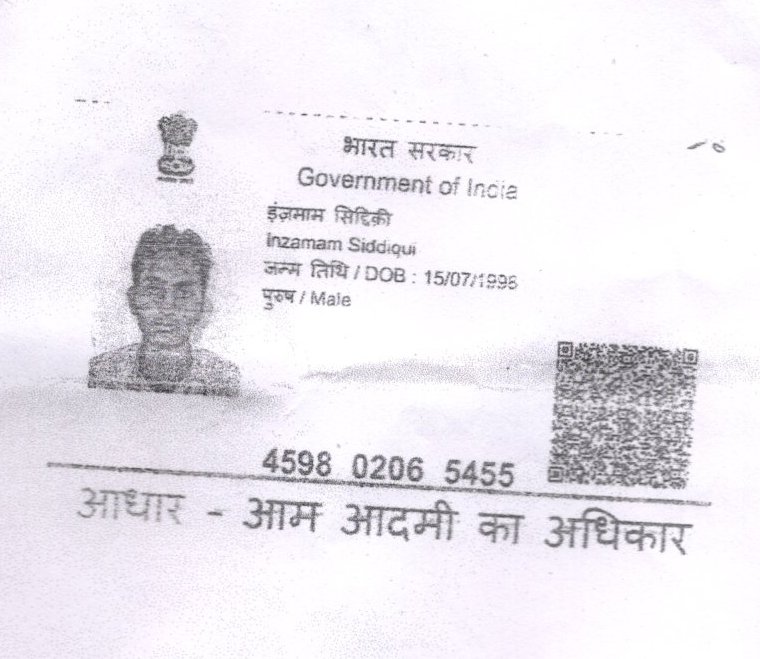 भारत सरकार
Government of India
इंज़माम सिद्दिकी
Inzamam Siddiqui
जन्म तिथि / DOB : 15/07/1998
पुरुष / Male
4598 0206 5455
आधार - आम आदमी का अधिकार